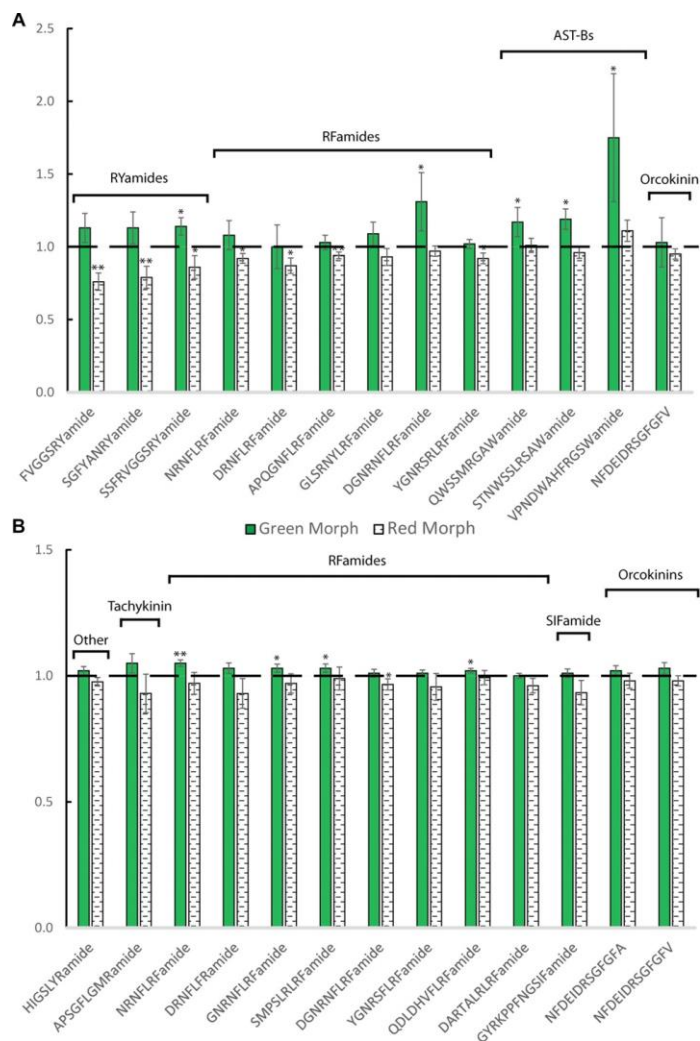 A
2.5
2.0
1.5
1.0
0.5
0.0
AST-Bs
RFamides
RYamides
Orcokinin
*
*
*
*
*
**
**
*
*
*
**
*
FVGGSRYamide
SGFYANRYamide
SSFRVGGSRYamide
NRNFLRFamide
DRNFLRFamide
APQGNFLRFamide
GLSRNYLRFamide
DGNRNFLRFamide
YGNRSRLRFamide
QWSSMRGAWamide
STNWSSLRSAWamide
VPNDWAHFRGSWamide
NFDEIDRSGFGFV
B
Green Morph
Red Morph
1.5
1.0
0.5
0.0
RFamides
Tachykinin
Other
SIFamide
Orcokinins
**
*
*
*
*
HIGSLYRamide
APSGFLGMRamide
NRNFLRFamide
DRNFLRFamide
GNRNFLRFamide
SMPSLRLRFamide
DGNRNFLRFamide
YGNRSFLRFamide
QDLDHVFLRFamide
DARTALRLRFamide
GYRKPPFNGSIFamide
NFDEIDRSGFGFA
NFDEIDRSGFGFV